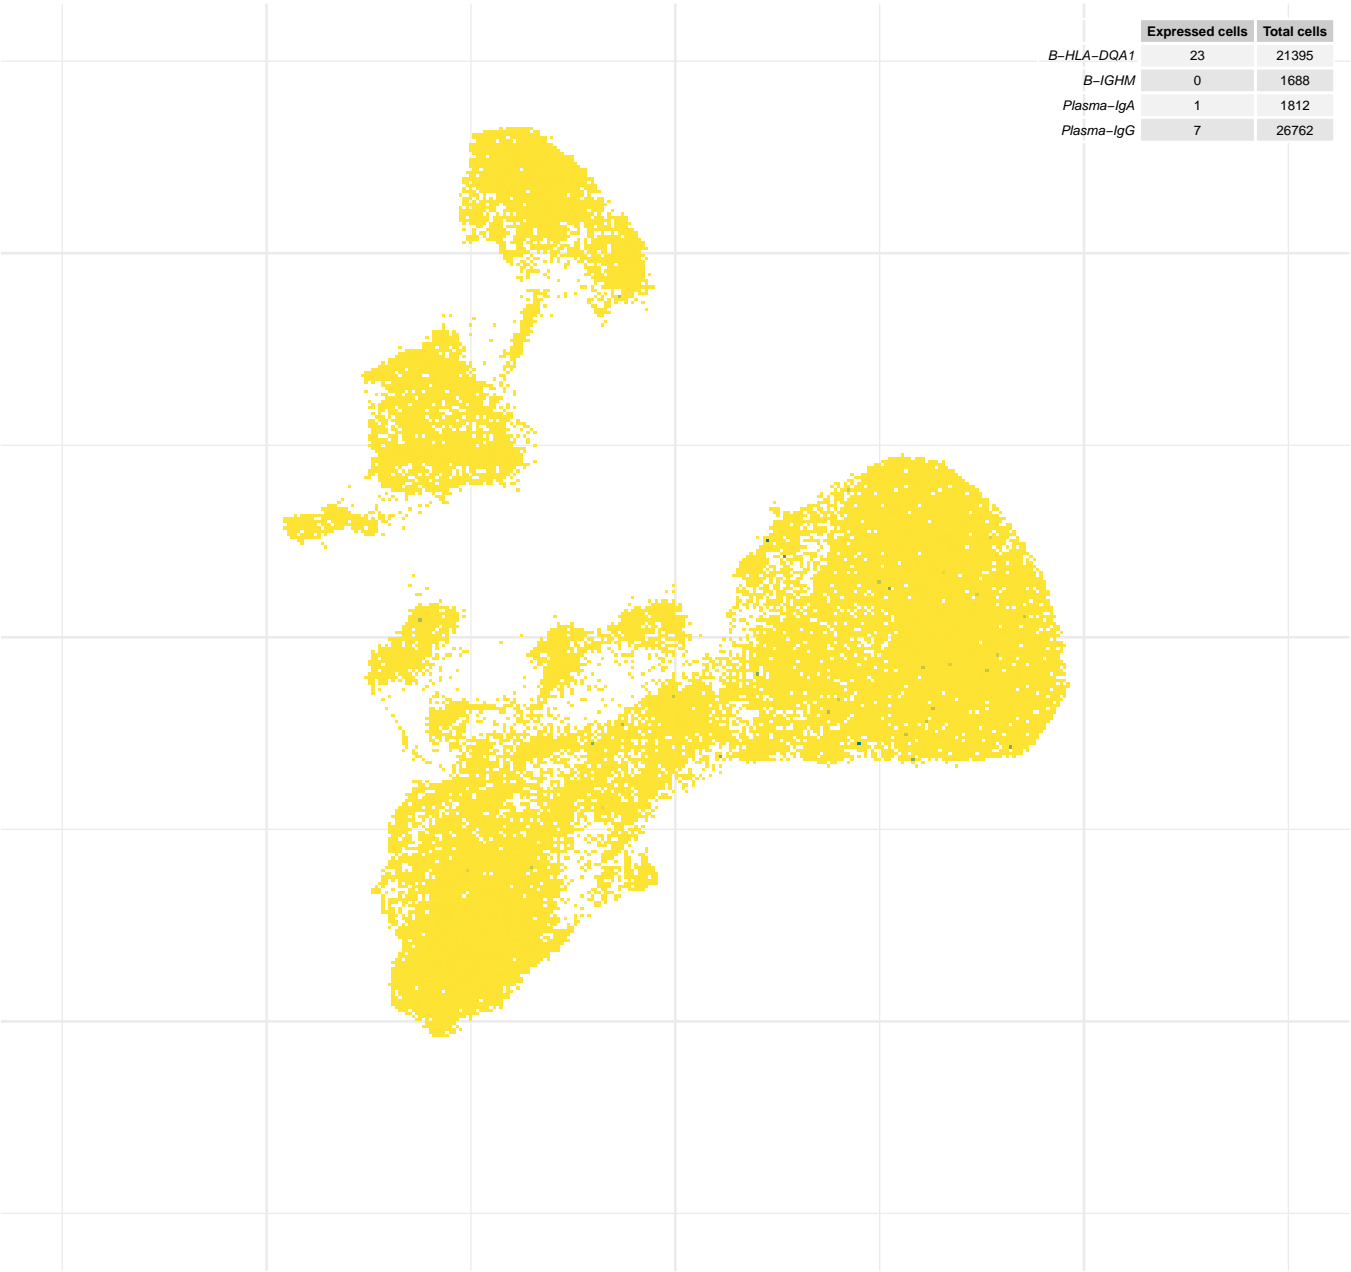 Expressed cells Total cells
B−HLA−DQA1 23 21395
B−IGHM 0 1688
Plasma−IgA 1 1812
Plasma−IgG 7 26762